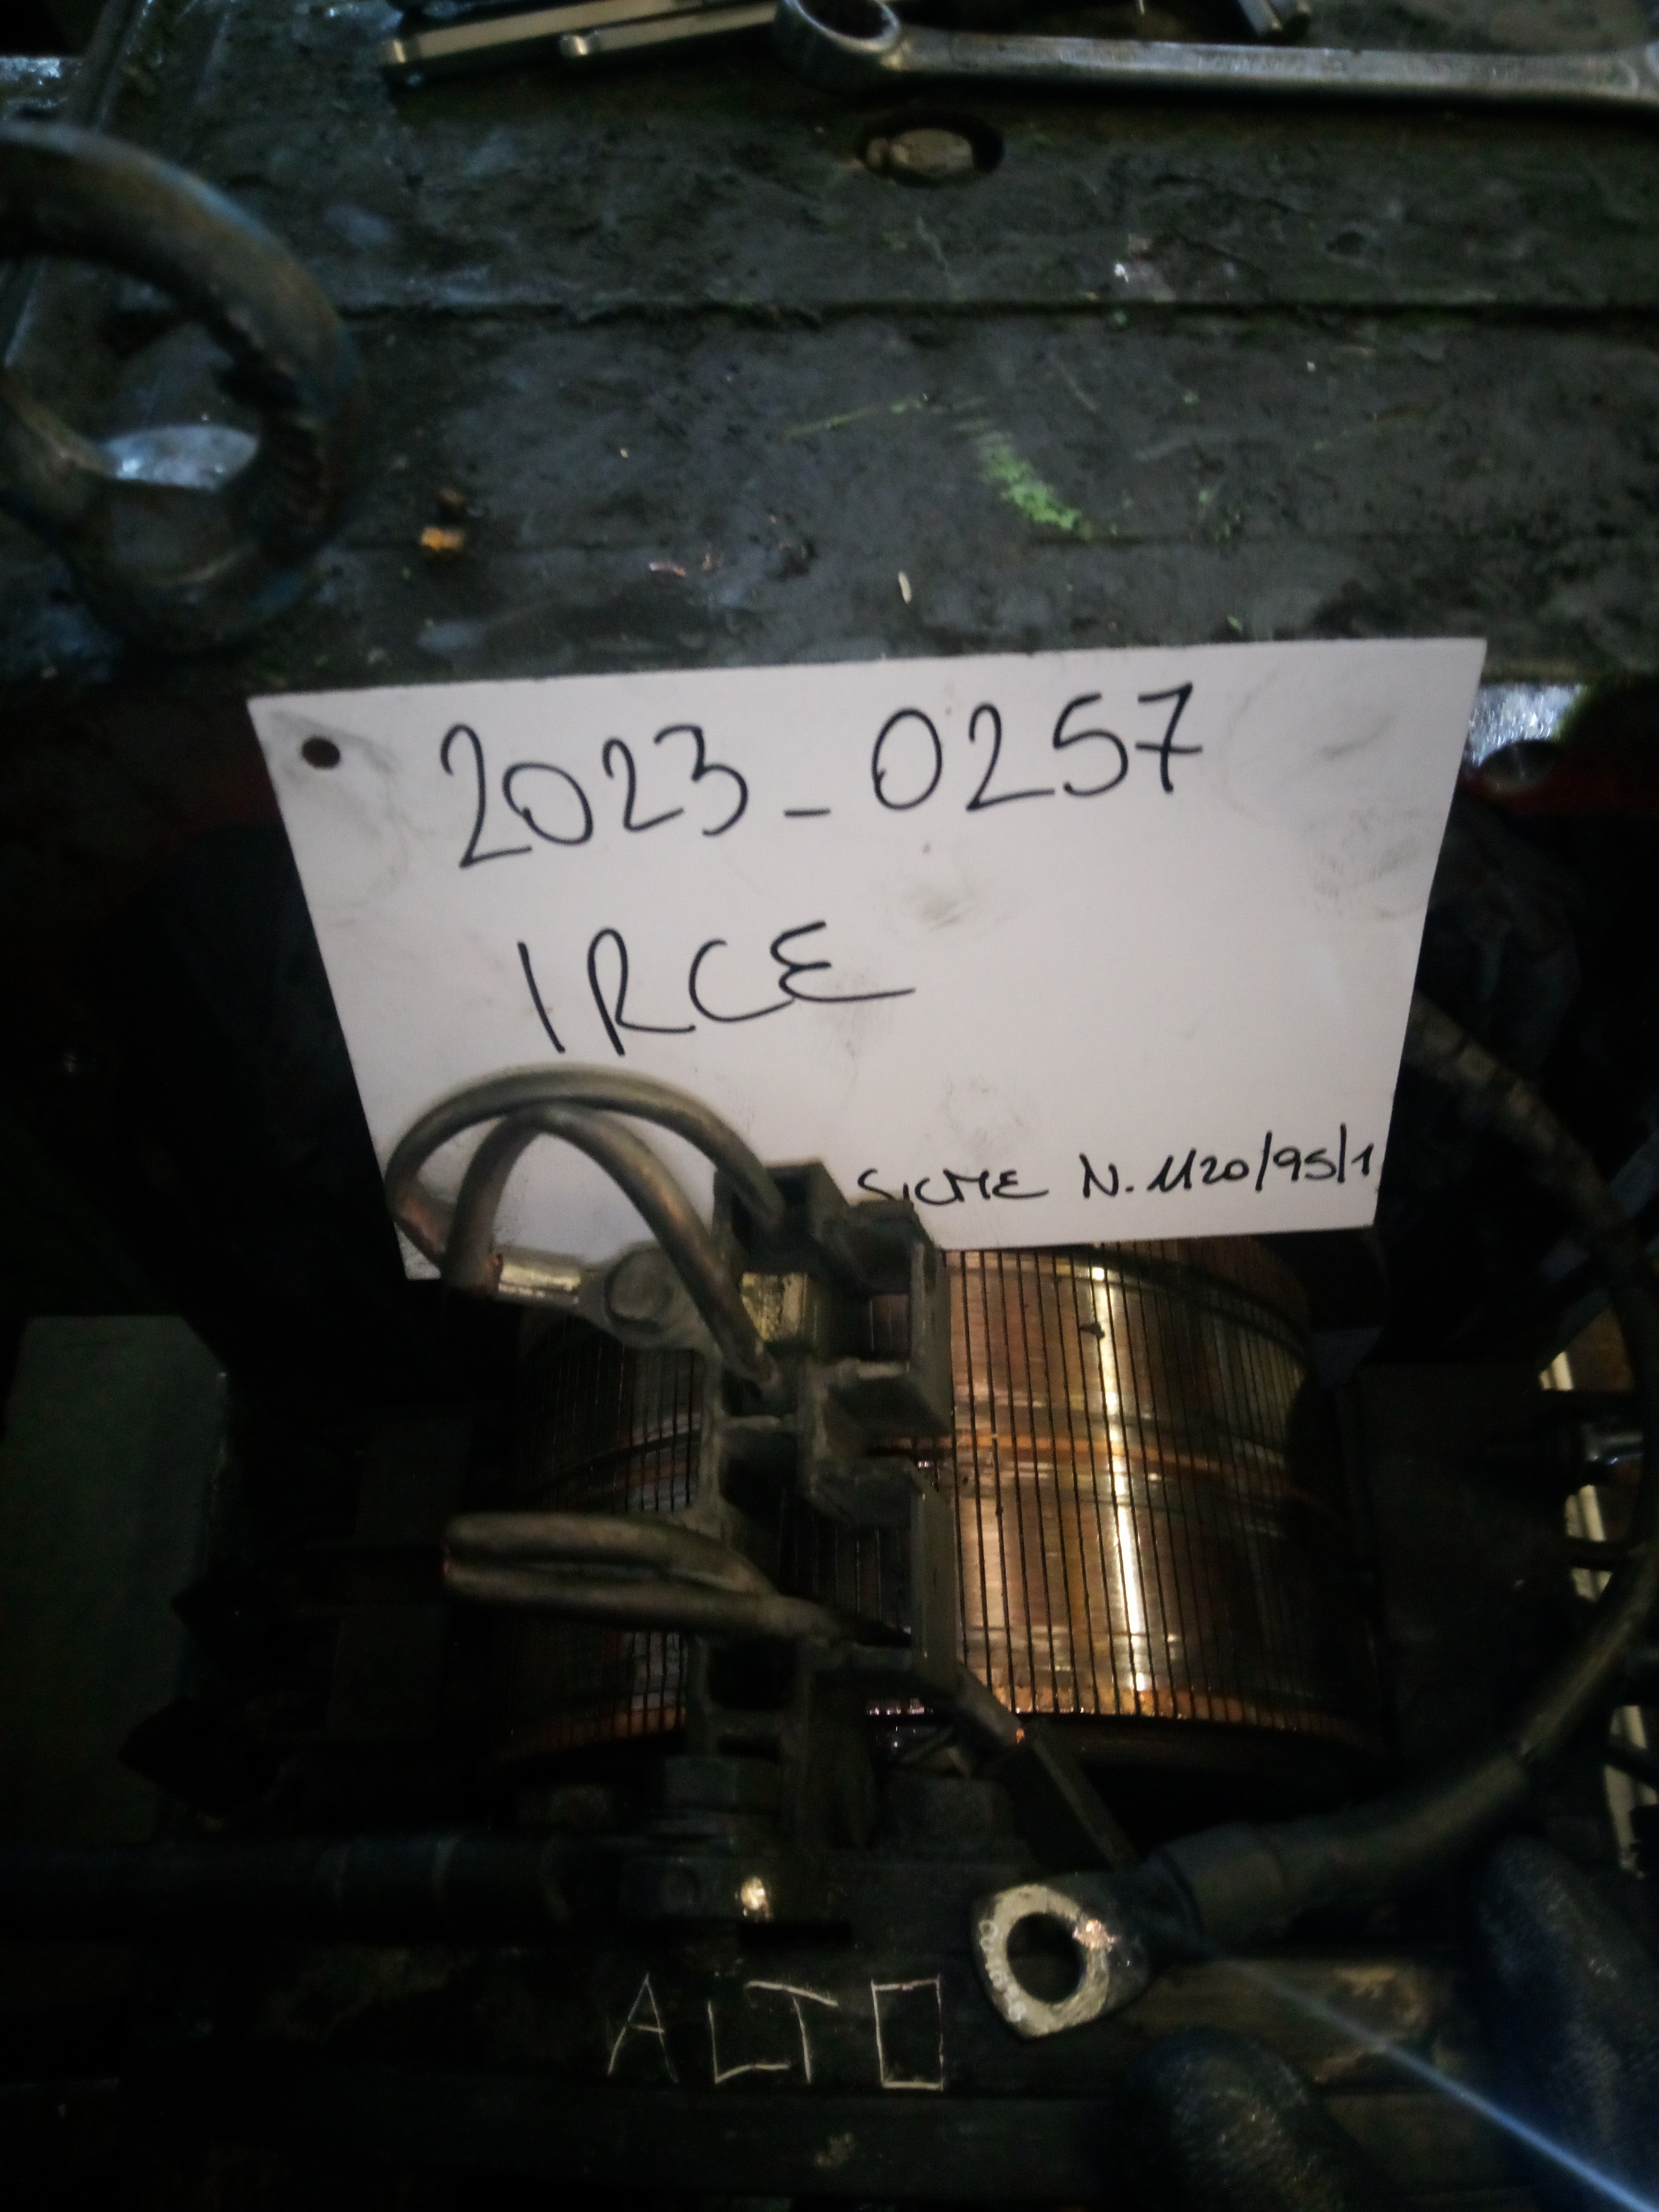 2023_0257
IRCE
SICME N. 1120/95/1
ALTO